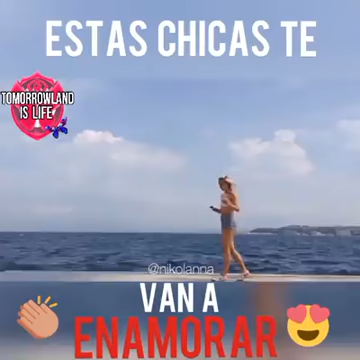 ESTAS CHICAS TE
TOMORROWLAND
IS LIFE
@nikolanna
VAN A
ENAMORAR